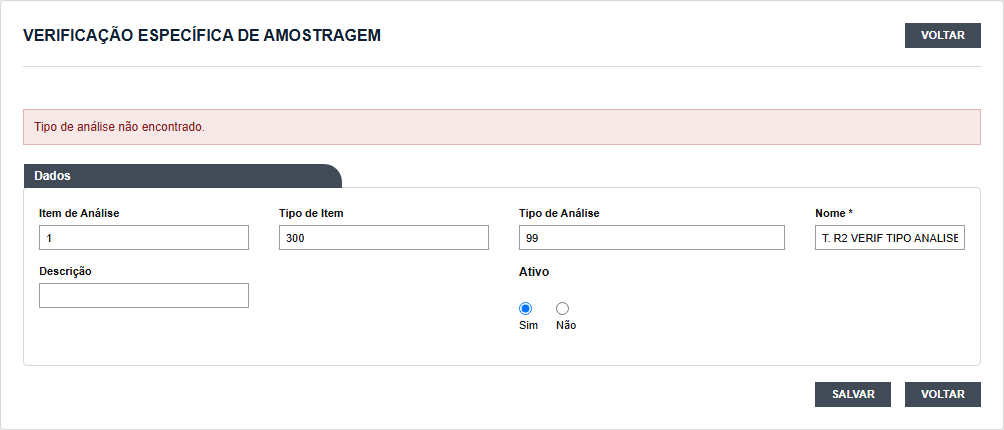 VERIFICAÇÃO ESPECÍFICA DE AMOSTRAGEM
VOLTAR
Tipo de análise não encontrado.
Dados
Item de Análise
Tipo de Item
Tipo de Análise
Nome *
1
300
99
T. R2 VERIF TIPO ANALISE
Descrição
Ativo
Sim
Não
SALVAR
VOLTAR